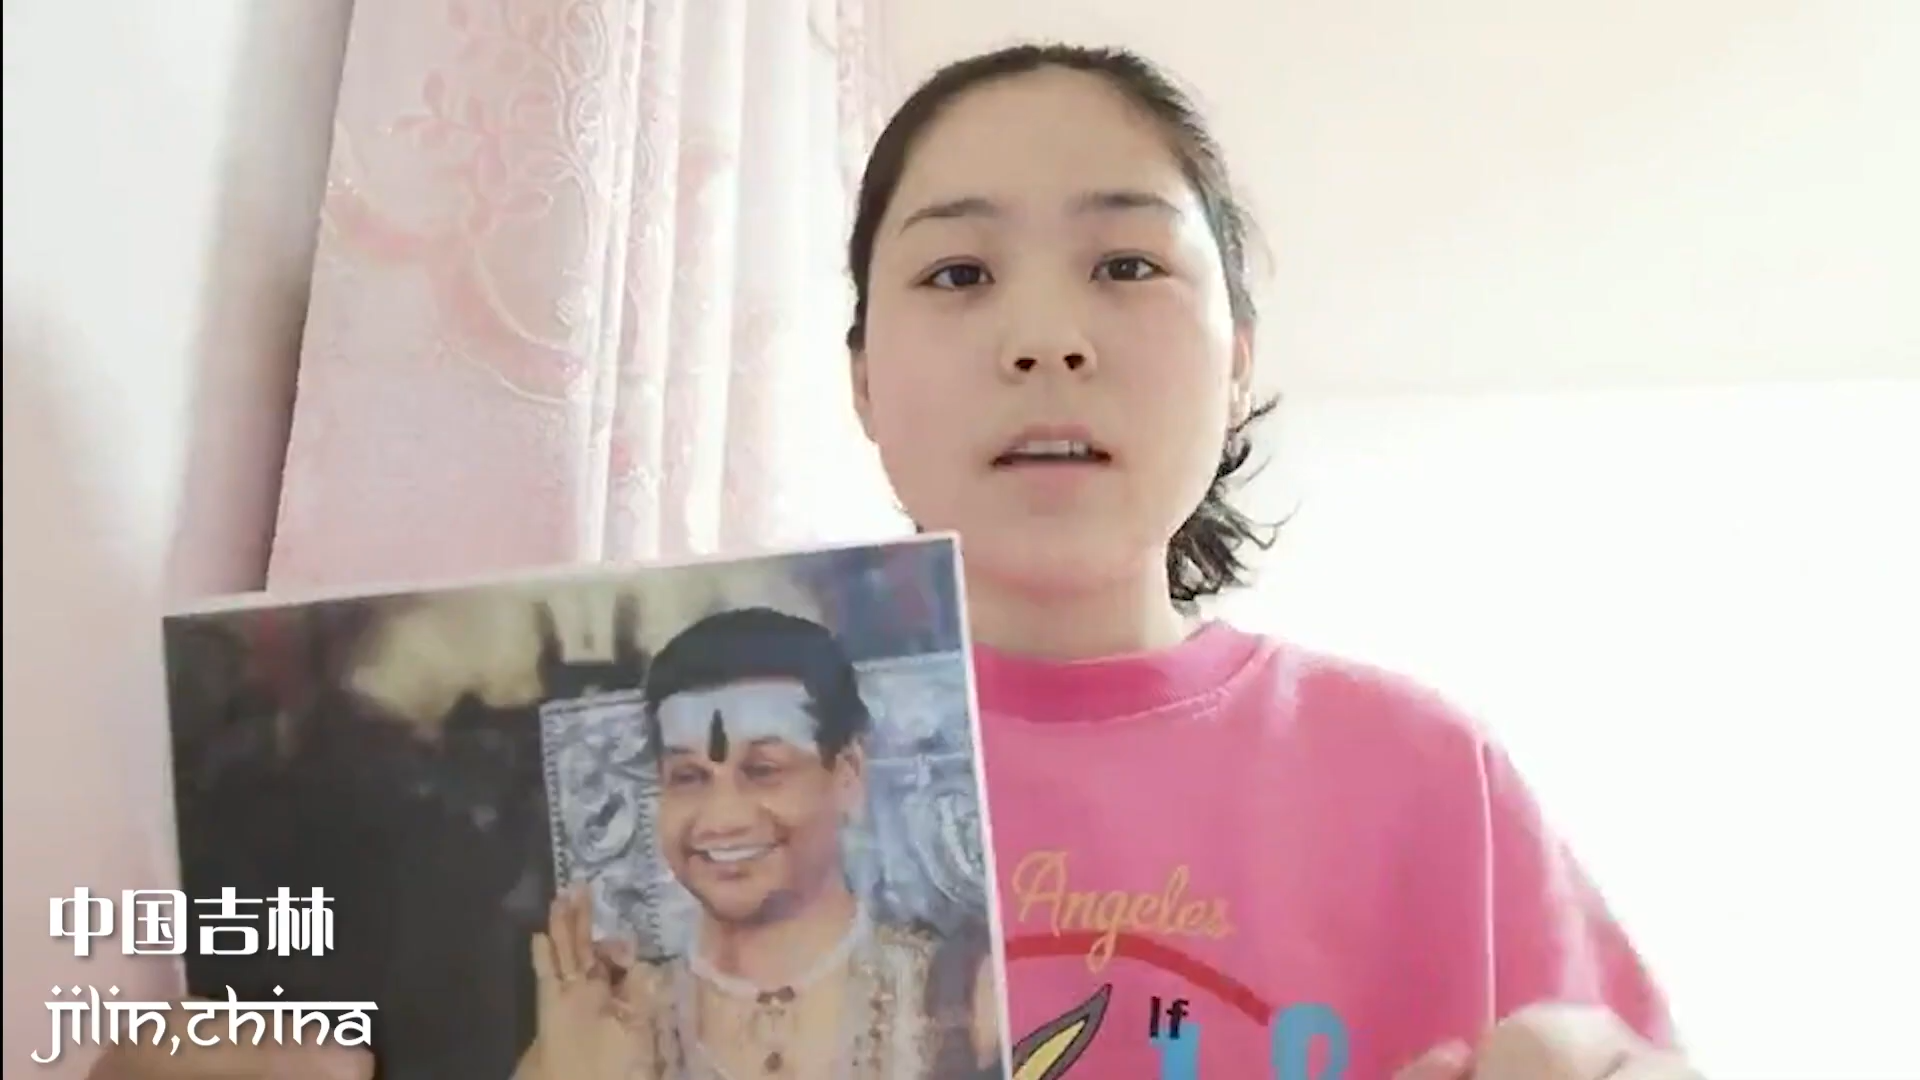 中国吉林
jilin,china
Angeles
If